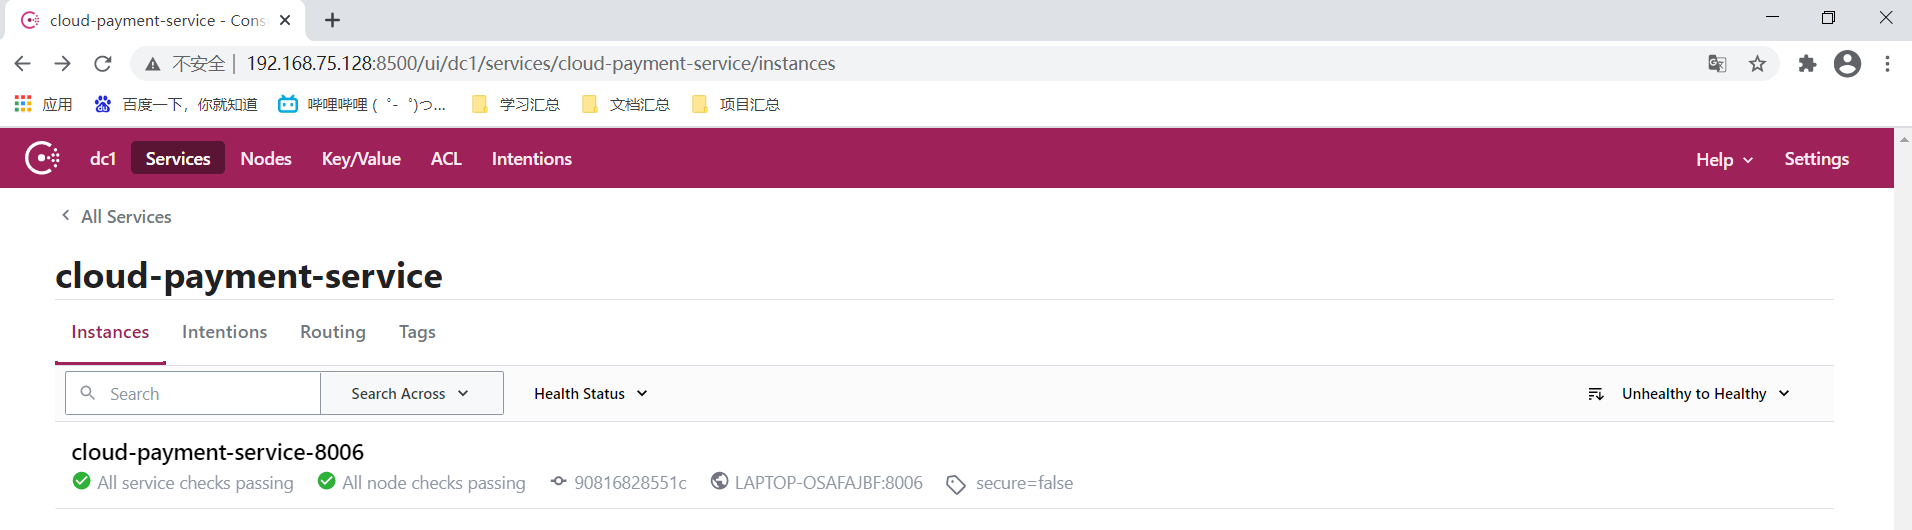 cloud-payment-service - Cons
不安全 | 192.168.75.128:8500/ui/dc1/services/cloud-payment-service/instances
应用 百度一下，你就知道 哔哩哔哩 ( ゜- ゜)つ... 学习汇总 文档汇总 项目汇总
dc1 Services Nodes Key/Value ACL Intentions Help Settings
All Services
cloud-payment-service
Instances Intentions Routing Tags
Search Search Across Health Status Unhealthy to Healthy
cloud-payment-service-8006
All service checks passing All node checks passing 90816828551c LAPTOP-OSAFAJBF:8006 secure=false